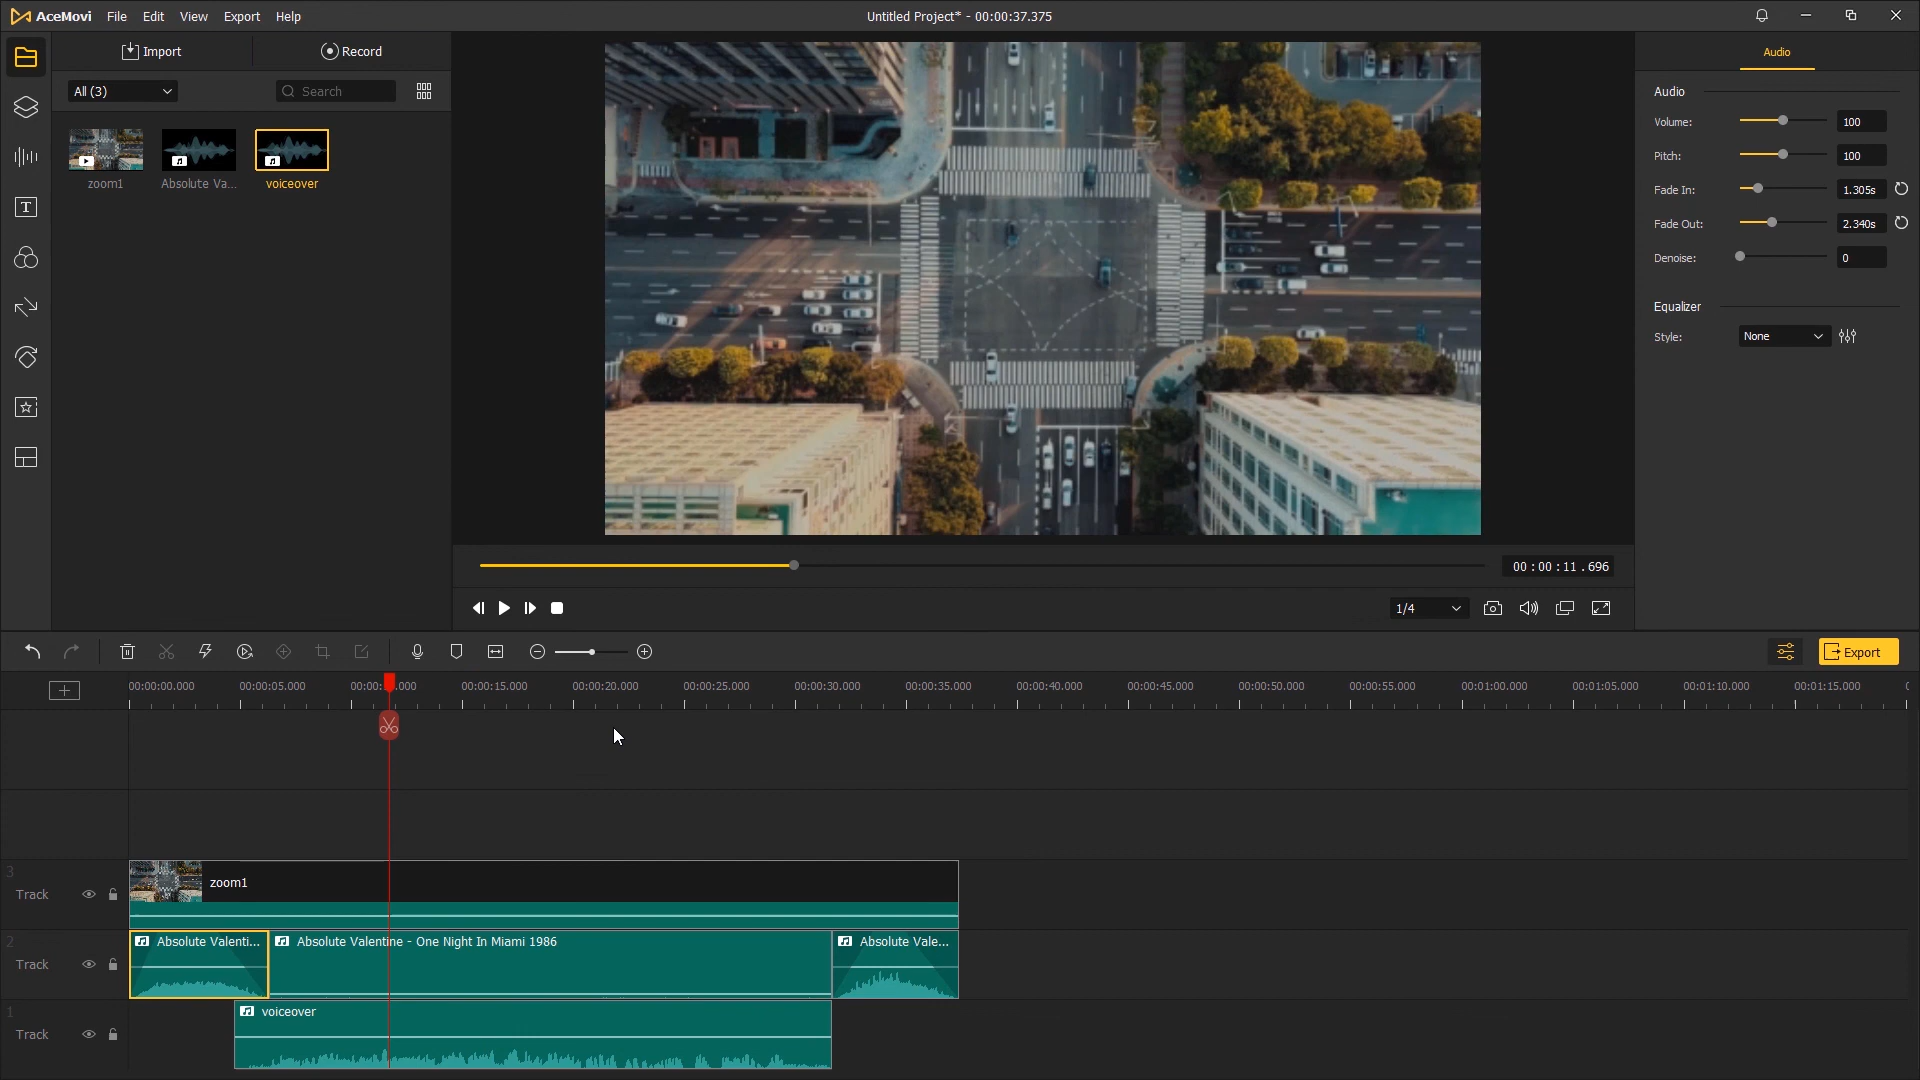 AceMovi File Edit View Export Help
Untitled Project* - 00:00:37.375
Import
Record
All (3)
Search
zoom1
Absolute Va...
voiceover
Audio
Audio
Volume: 100
Pitch: 100
Fade In: 1.305s
Fade Out: 2.340s
Denoise: 0
Equalizer
Style: None
00 : 00 : 11 . 696
1/4
Export
00:00:00.000 00:00:05.000 00:00: .000 00:00:15.000 00:00:20.000 00:00:25.000 00:00:30.000 00:00:35.000 00:00:40.000 00:00:45.000 00:00:50.000 00:00:55.000 00:01:00.000 00:01:05.000 00:01:10.000 00:01:15.000
3
Track
zoom1
2
Track
Absolute Valenti...
Absolute Valentine - One Night In Miami 1986
Absolute Vale...
1
Track
voiceover